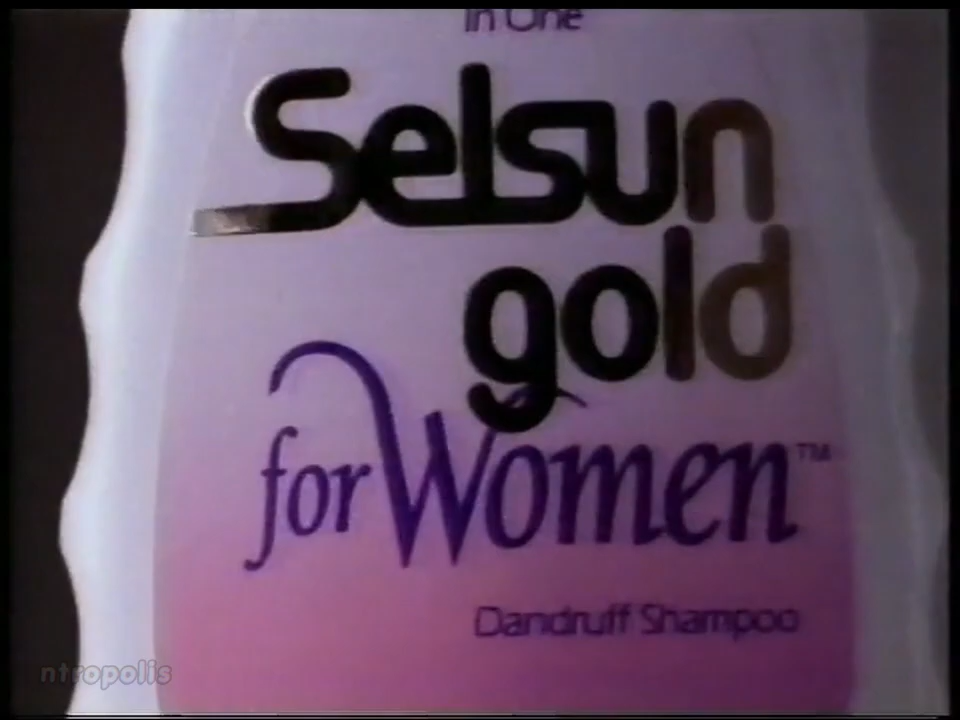 In One
Selsun
gold
for Women™
Dandruff Shampoo
ntropolis